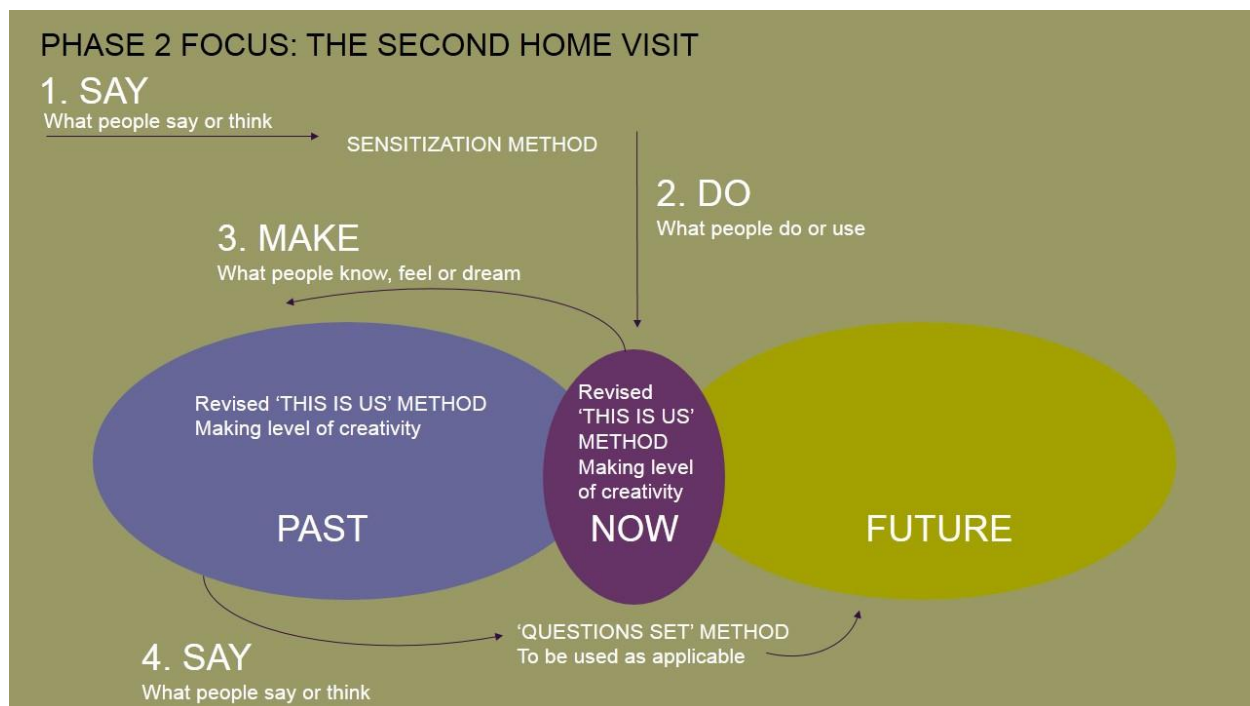 PHASE 2 FOCUS: THE SECOND HOME VISIT
1. SAY
What people say or think
SENSITIZATION METHOD
2. DO
What people do or use
3. MAKE
What people know, feel or dream
Revised ‘THIS IS US’ METHOD
Making level of creativity
PAST
Revised
‘THIS IS US’
METHOD
Making level
of creativity
NOW
FUTURE
‘QUESTIONS SET’ METHOD
To be used as applicable
4. SAY
What people say or think